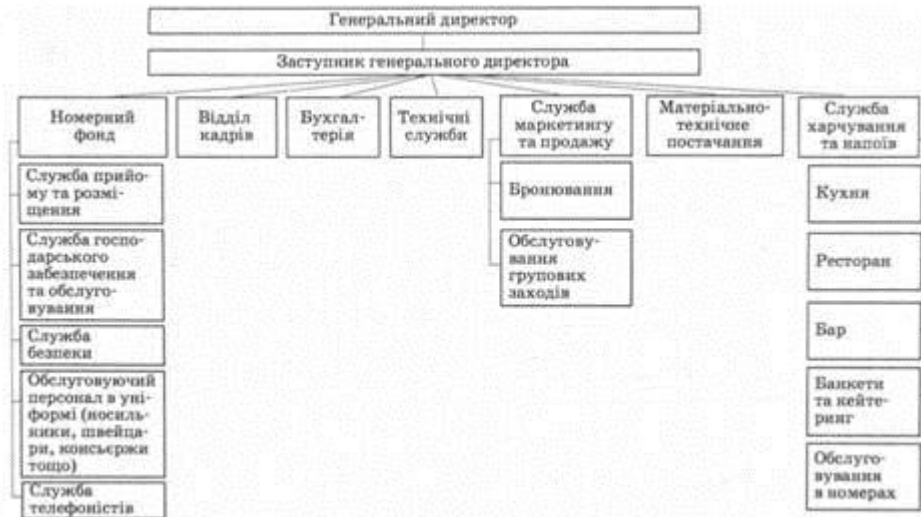 Генеральний директор
Заступник генерального директора
Номерний
фонд
Відділ
кадрів
Бухгал-
терія
Технічні
служби
Служба
маркетингу
та продажу
Матеріально-
технічне
постачання
Служба
харчування
та напоїв
Служба прийо-
му та розмі-
щення
Служба госпо-
дарського
забезпечення
та обслуго-
вування
Служба
безпеки
Обслуговуючий
персонал в уні-
формі (носиль-
ники, швейца-
ри, консьєржи
тощо)
Служба
телефоністів
Бронювання
Обслугову-
вування
групових
заходів
Кухня
Ресторан
Бар
Банкети
та кейте-
ринг
Обслуго-
вування
в номерах